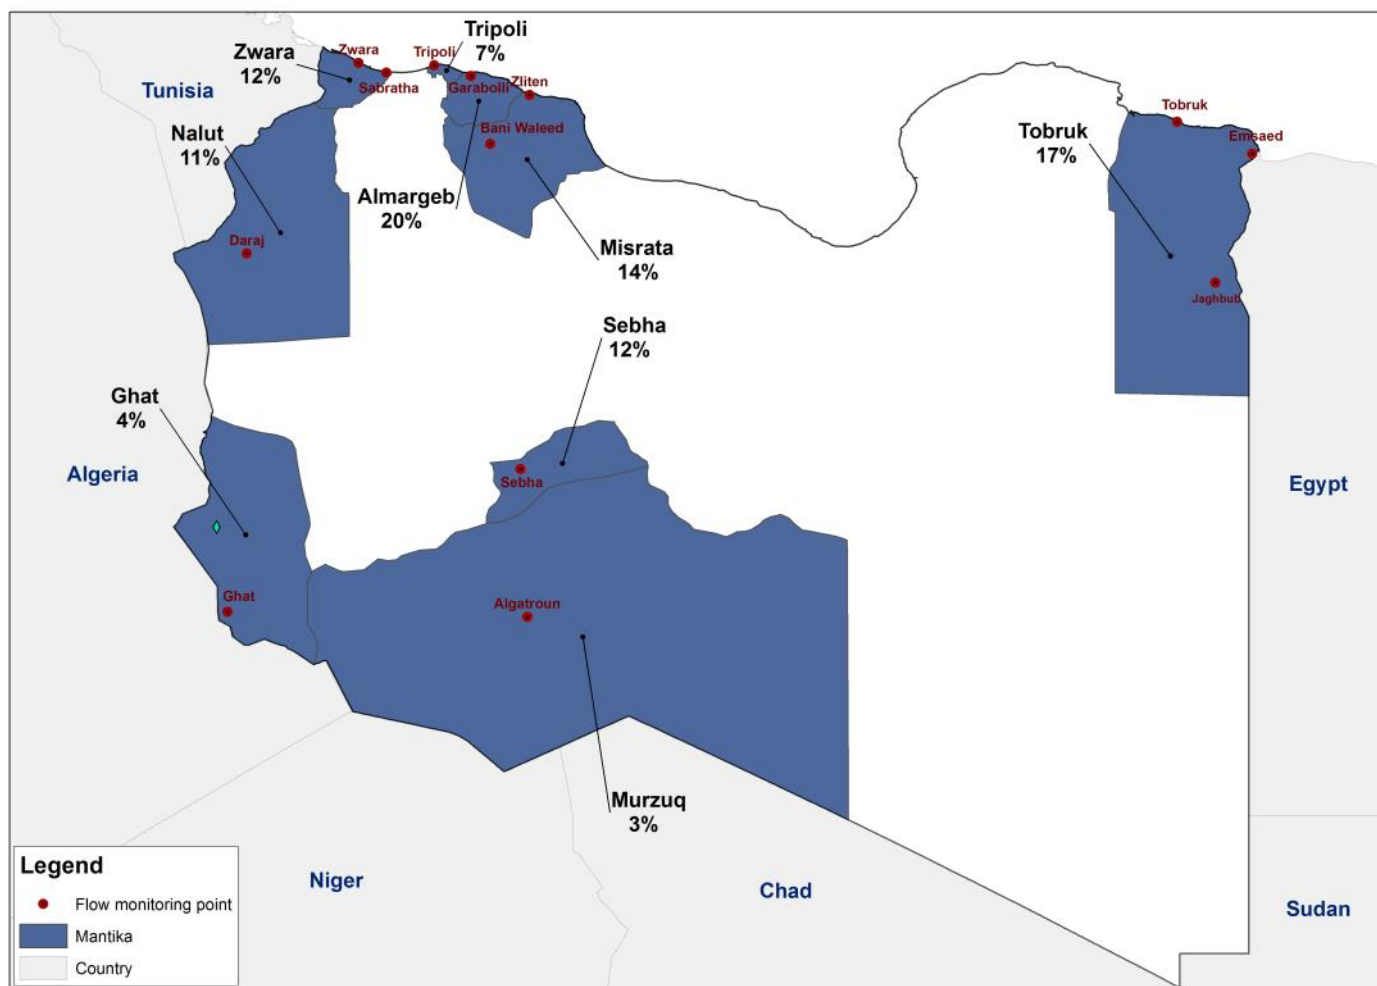 Tripoli
7%
Zwara
12%
Zwara
Tripoli
Sabratha
Garabolli
Zliten
Tunisia
Nalut
11%
Bani Waleed
Almargeb
20%
Misrata
14%
Daraj
Tobruk
Emsaed
Tobruk
17%
Jaghbub
Sebha
12%
Ghat
4%
Algeria
Sebha
Egypt
Ghat
Algatroun
Murzuq
3%
Niger
Chad
Sudan
Legend
Flow monitoring point
Mantika
Country